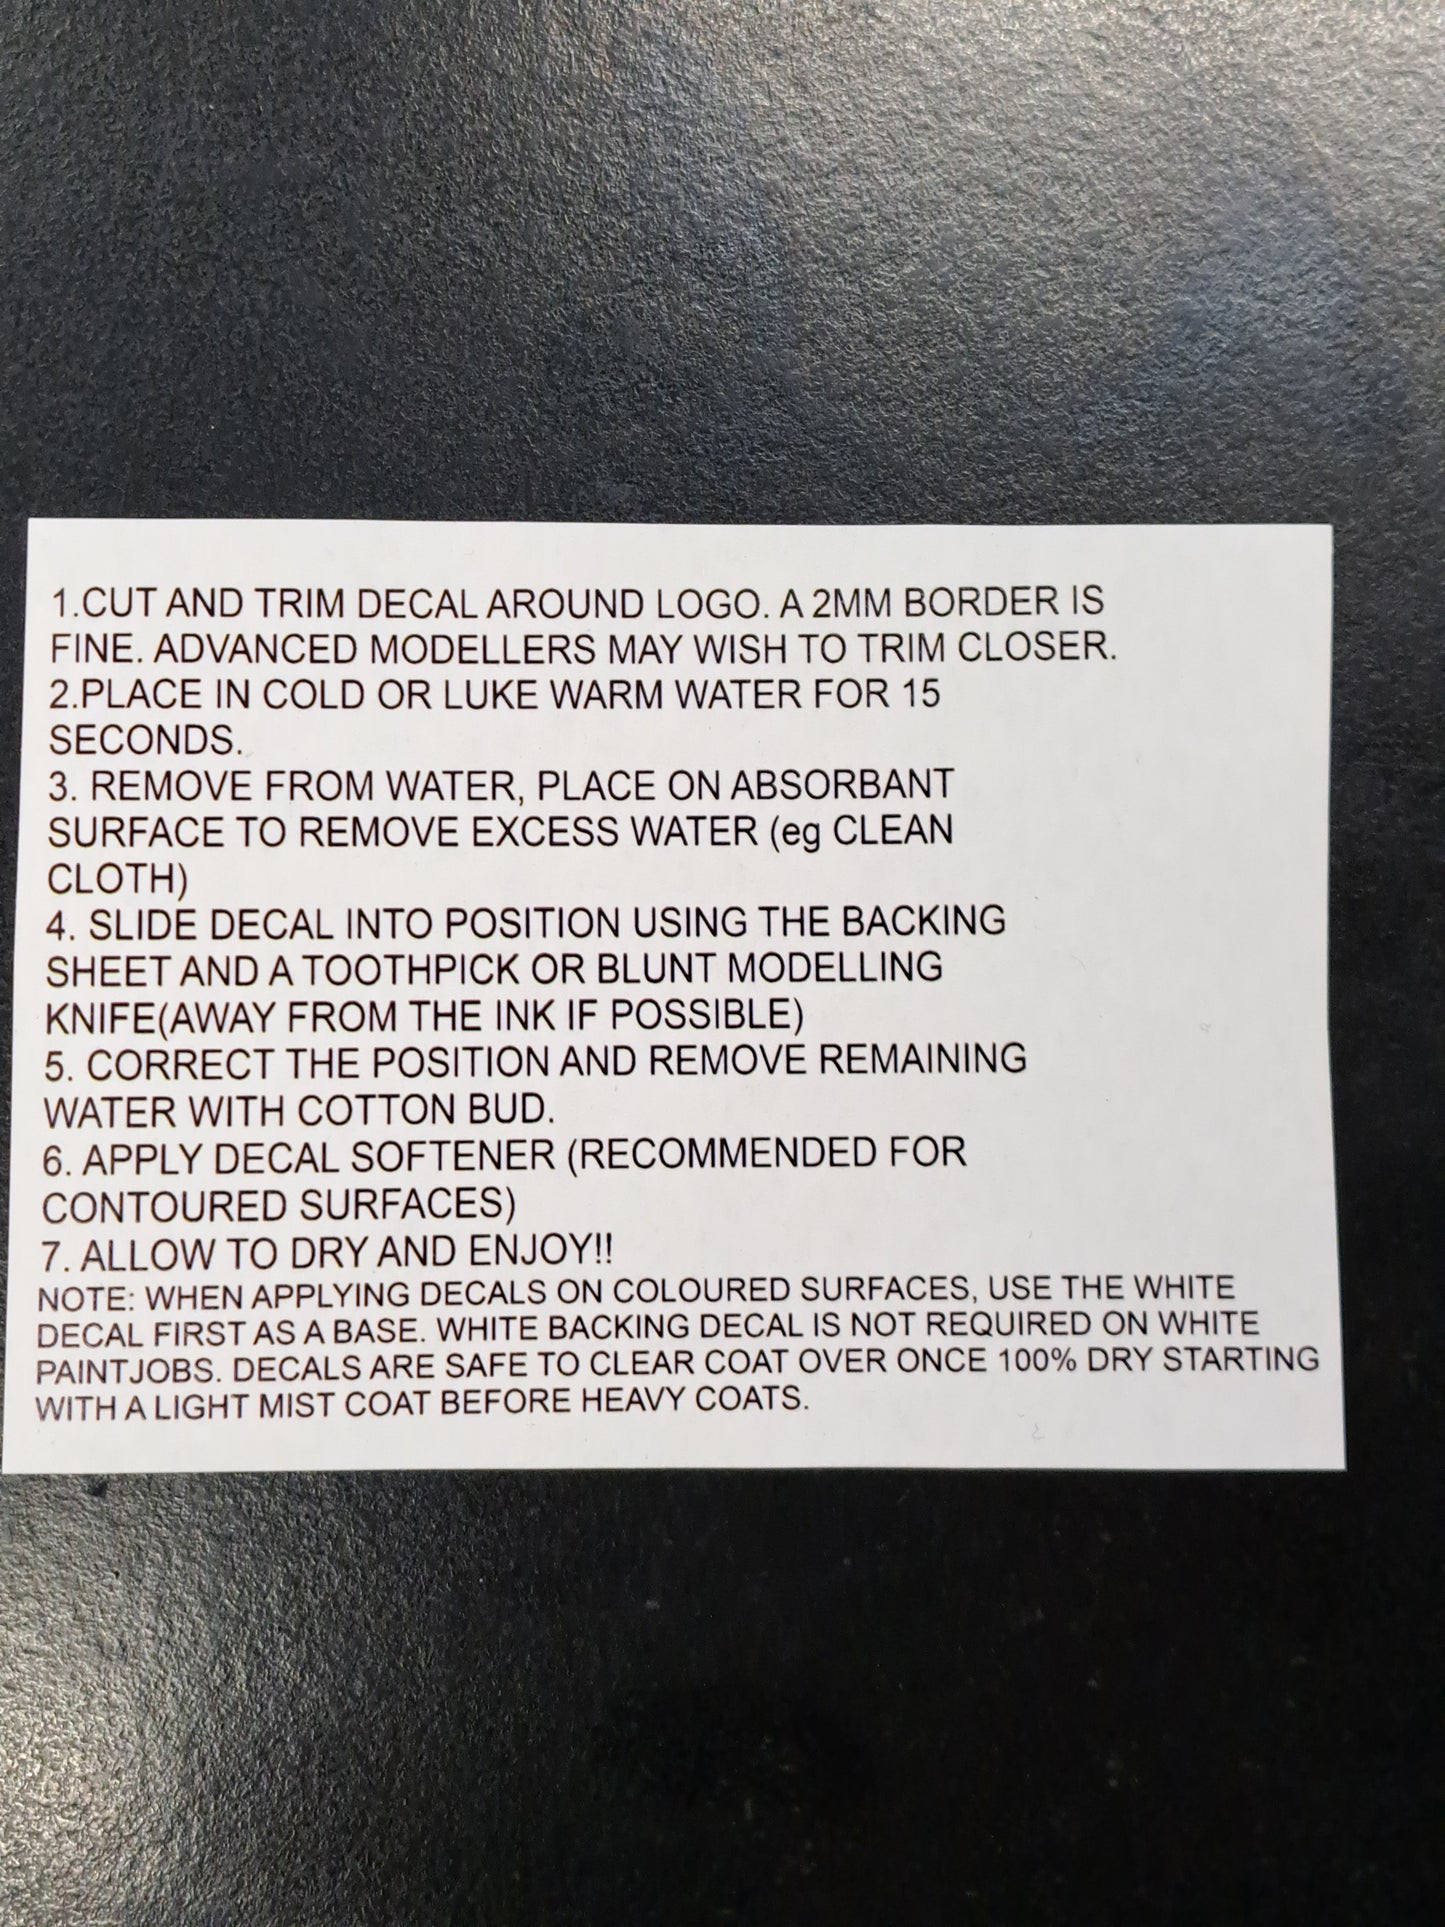 1.CUT AND TRIM DECAL AROUND LOGO. A 2MM BORDER IS
FINE. ADVANCED MODELLERS MAY WISH TO TRIM CLOSER.
2.PLACE IN COLD OR LUKE WARM WATER FOR 15
SECONDS.
3. REMOVE FROM WATER, PLACE ON ABSORBANT
SURFACE TO REMOVE EXCESS WATER (eg CLEAN
CLOTH)
4. SLIDE DECAL INTO POSITION USING THE BACKING
SHEET AND A TOOTHPICK OR BLUNT MODELLING
KNIFE(AWAY FROM THE INK IF POSSIBLE)
5. CORRECT THE POSITION AND REMOVE REMAINING
WATER WITH COTTON BUD.
6. APPLY DECAL SOFTENER (RECOMMENDED FOR
CONTOURED SURFACES)
7. ALLOW TO DRY AND ENJOY!!
NOTE: WHEN APPLYING DECALS ON COLOURED SURFACES, USE THE WHITE
DECAL FIRST AS A BASE. WHITE BACKING DECAL IS NOT REQUIRED ON WHITE
PAINTJOBS. DECALS ARE SAFE TO CLEAR COAT OVER ONCE 100% DRY STARTING
WITH A LIGHT MIST COAT BEFORE HEAVY COATS.